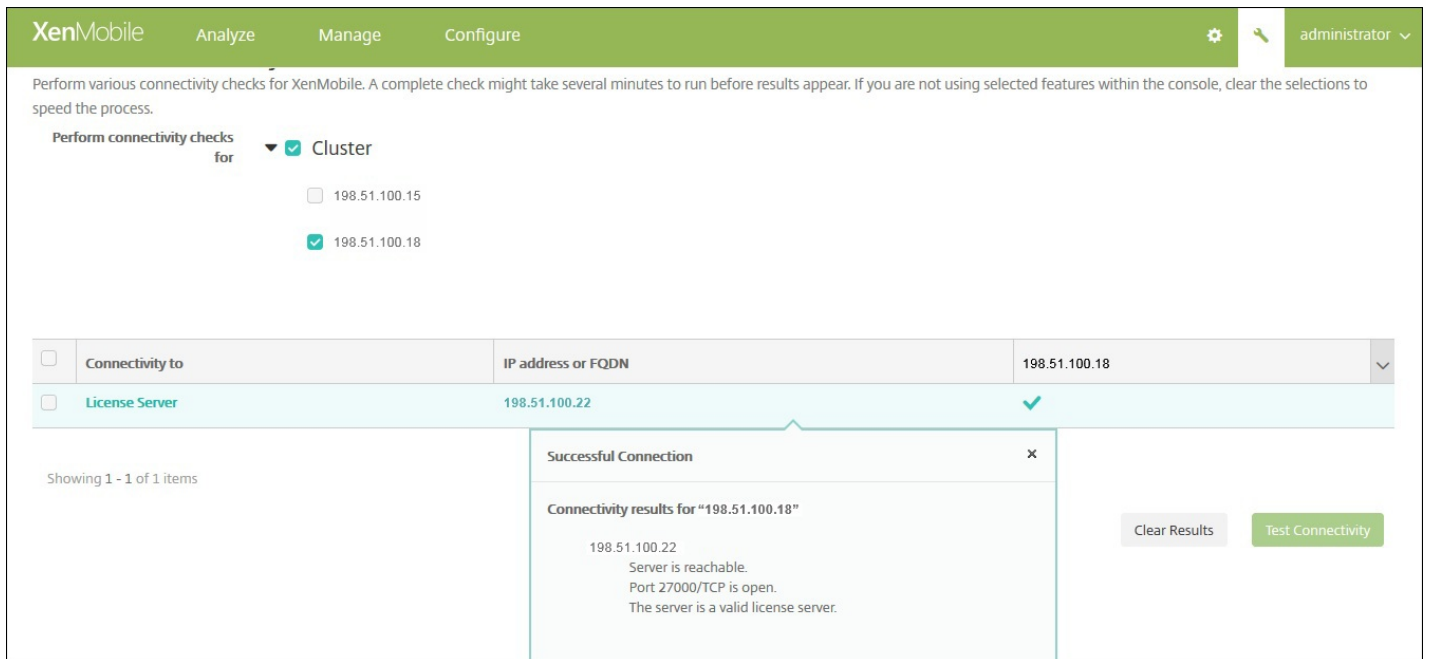 XenMobile Analyze Manage Configure administrator
Perform various connectivity checks for XenMobile. A complete check might take several minutes to run before results appear. If you are not using selected features within the console, clear the selections to
speed the process.
Perform connectivity checks
for
Cluster
198.51.100.15
198.51.100.18
Connectivity to IP address or FQDN 198.51.100.18
License Server 198.51.100.22
Successful Connection
Showing 1 - 1 of 1 items
Connectivity results for "198.51.100.18"
Clear Results Test Connectivity
198.51.100.22
Server is reachable.
Port 27000/TCP is open.
The server is a valid license server.